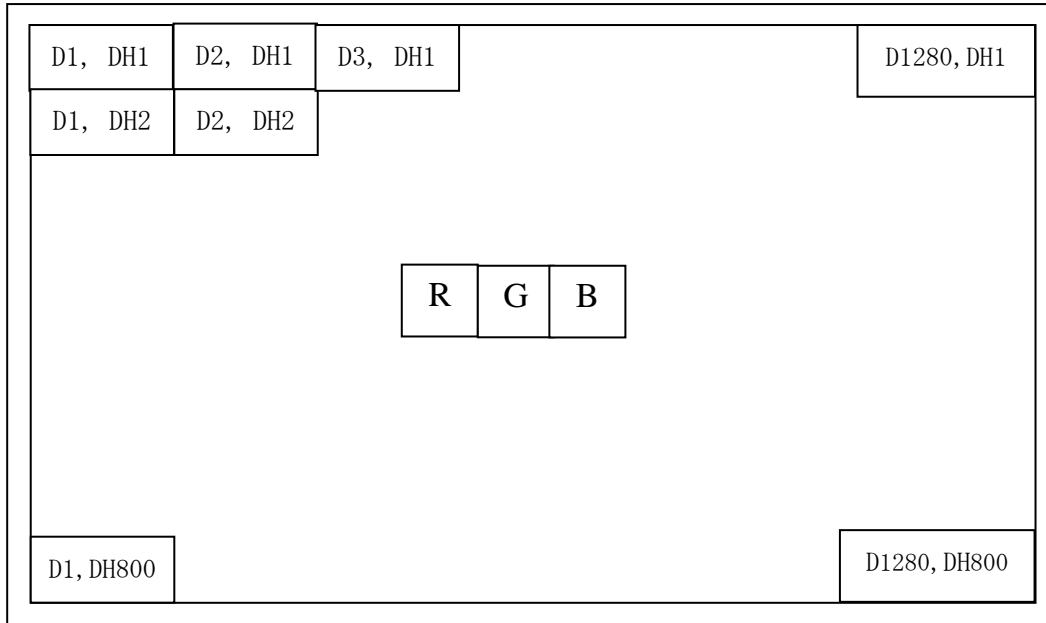 D1, DH1 D2, DH1 D3, DH1 D1280,DH1
D1, DH2 D2, DH2
R G B
D1,DH800 D1280,DH800